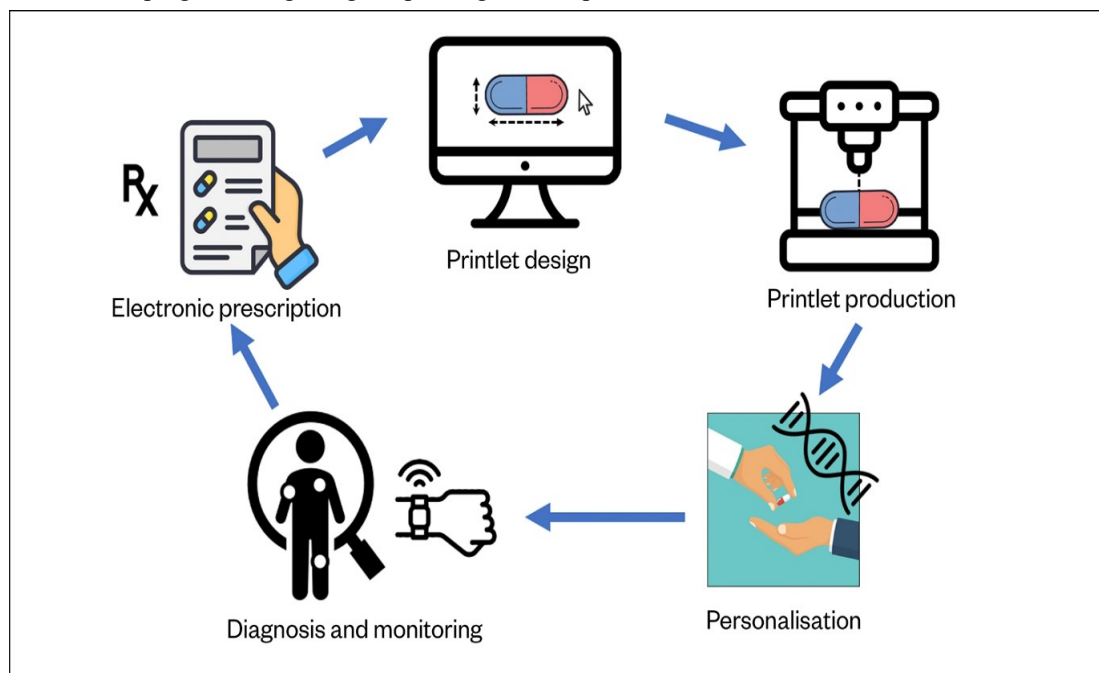 Rx
Printlet design
Electronic prescription
Printlet production
Diagnosis and monitoring
Personalisation